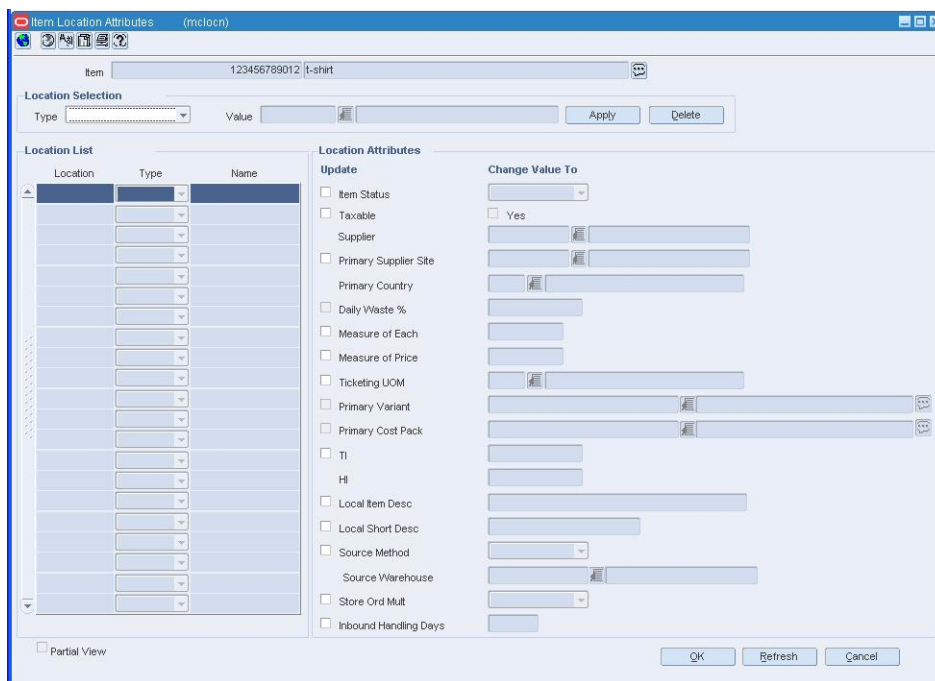 Item Location Attributes (mclocn)
Item 123456789012 t-shirt
Location Selection
Type Value Apply Delete
Location List
Location Type Name
Location Attributes
Update Change Value To
Item Status
Taxable Yes
Supplier
Primary Supplier Site
Primary Country
Daily Waste %
Measure of Each
Measure of Price
Ticketing UOM
Primary Variant
Primary Cost Pack
TI
HI
Local Item Desc
Local Short Desc
Source Method
Source Warehouse
Store Ord Mult
Inbound Handling Days
Partial View
OK Refresh Cancel